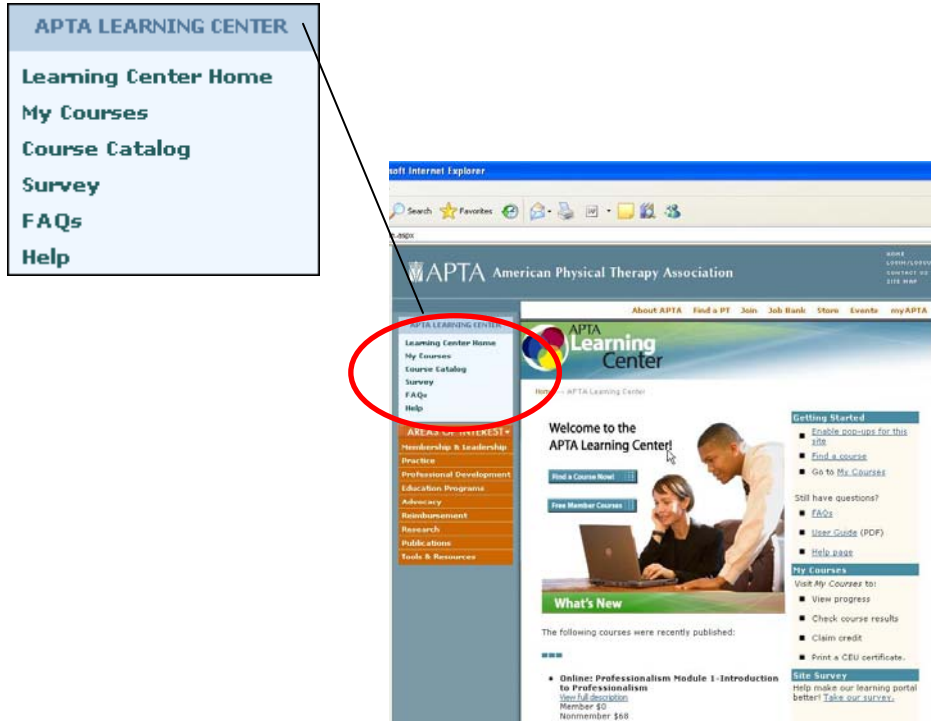 APTA LEARNING CENTER
Learning Center Home
My Courses
Course Catalog
Survey
FAQs
Help
soft Internet Explorer
Search Favorites
e.aspx
APTA American Physical Therapy Association
HOME
LOGIN/LOGOU
CONTACT US
SITE MAP
About APTA Find a PT Join Job Bank Store Events myAPTA
APTA LEARNING CENTER
Learning Center Home
My Courses
Course Catalog
Survey
FAQs
Help
APTA
Learning
Center
Home > APTA Learning Center
AREAS OF INTEREST
Membership & Leadership
Practice
Professional Development
Education Programs
Advocacy
Reimbursement
Research
Publications
Tools & Resources
Welcome to the
APTA Learning Center!
Find a Course Now!
Free Member Courses
What's New
The following courses were recently published:
• Online: Professionalism Module 1-Introduction
to Professionalism
View full description
Member $0
Nonmember $68
Getting Started
Enable pop-ups for this
site
Find a course
Go to My Courses
Still have questions?
FAQs
User Guide (PDF)
Help page
My Courses
Visit My Courses to:
View progress
Check course results
Claim credit
Print a CEU certificate.
Site Survey
Help make our learning portal
better! Take our survey.